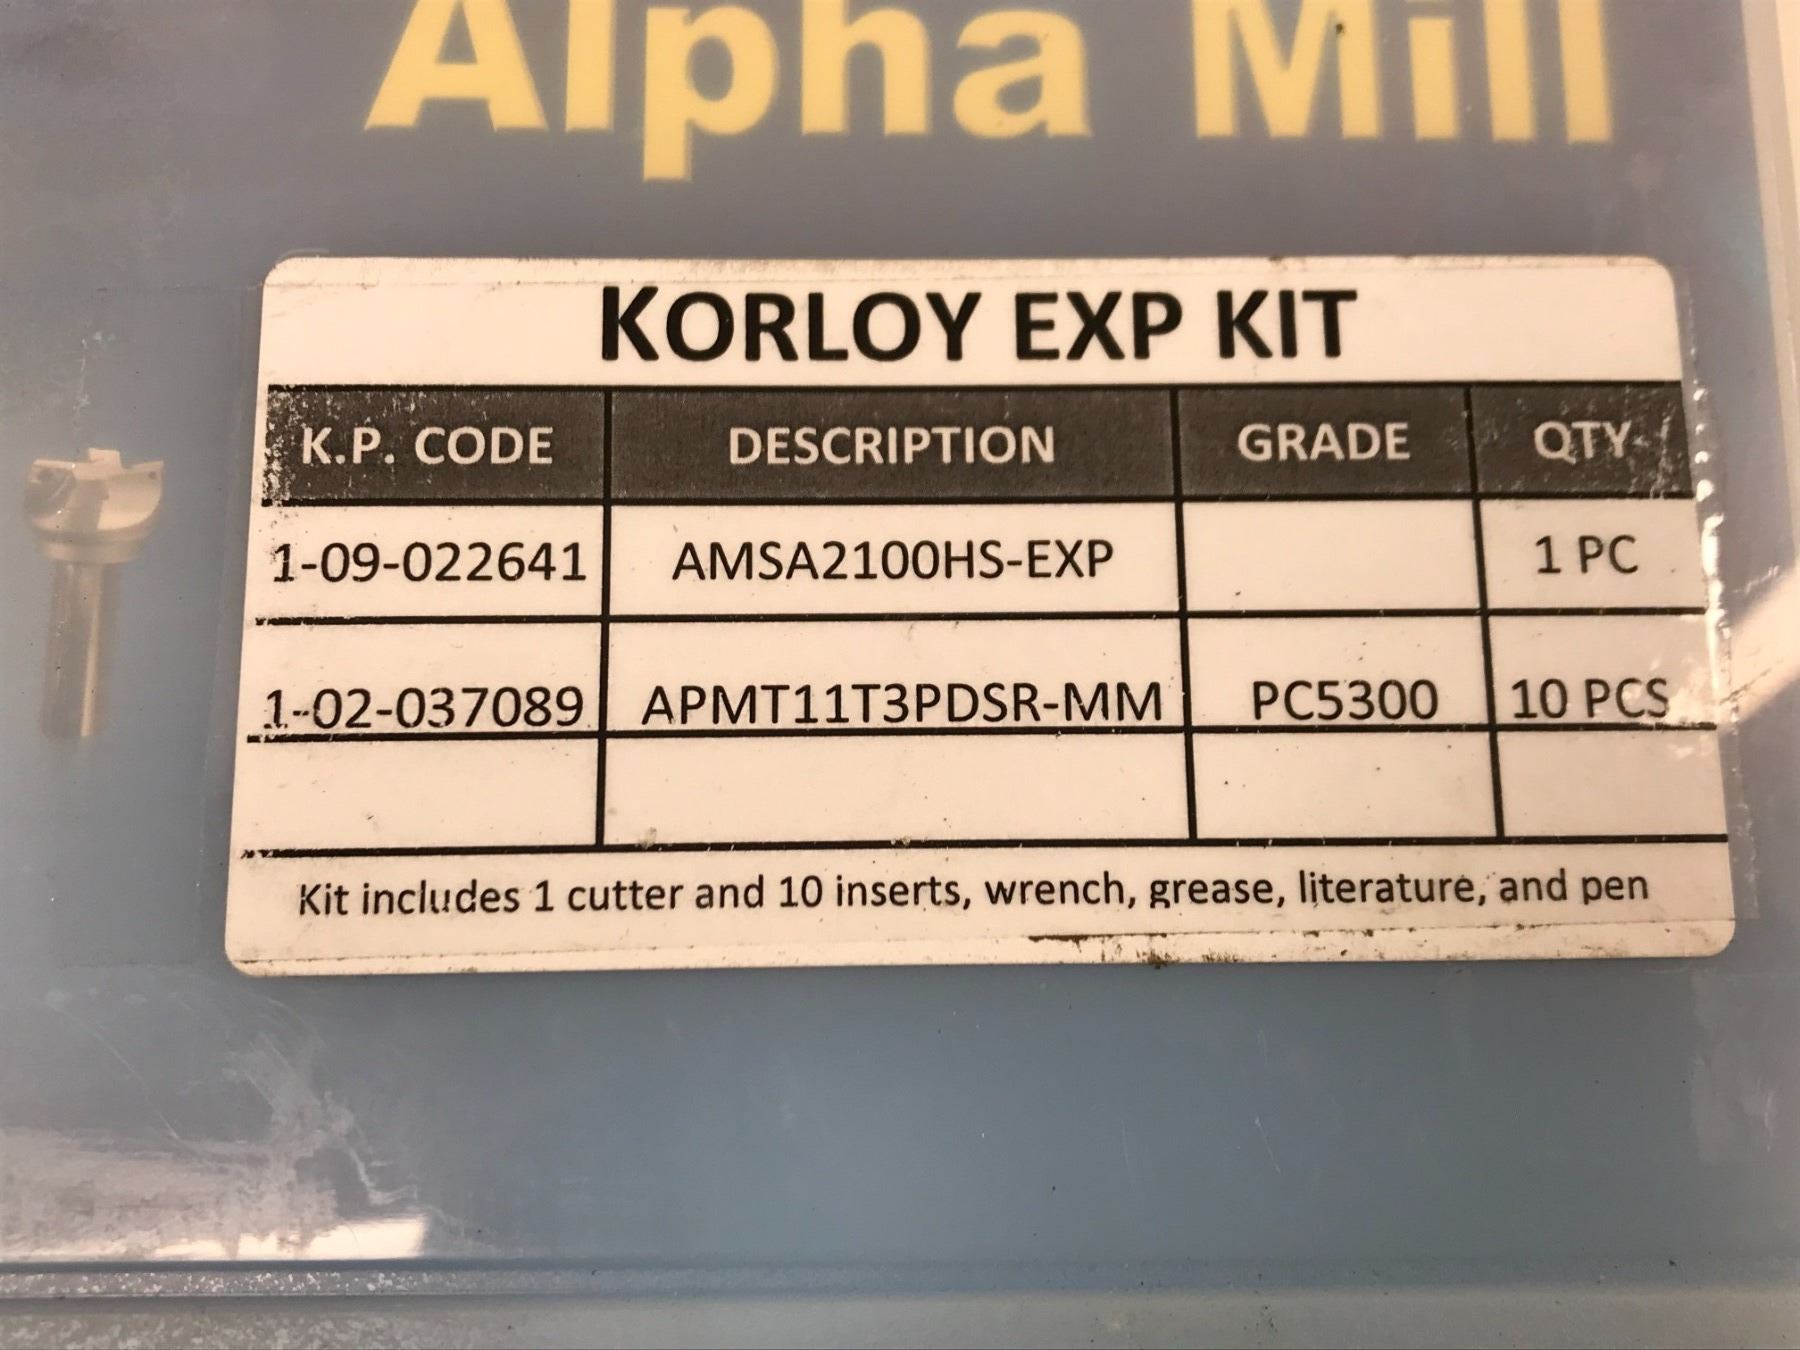 Alpha Mill
KORLOY EXP KIT
K.P. CODE DESCRIPTION GRADE QTY
1-09-022641 AMSA2100HS-EXP 1 PC
1-02-037089 APMT11T3PDSR-MM PC5300 10 PCS
Kit includes 1 cutter and 10 inserts, wrench, grease, literature, and pen